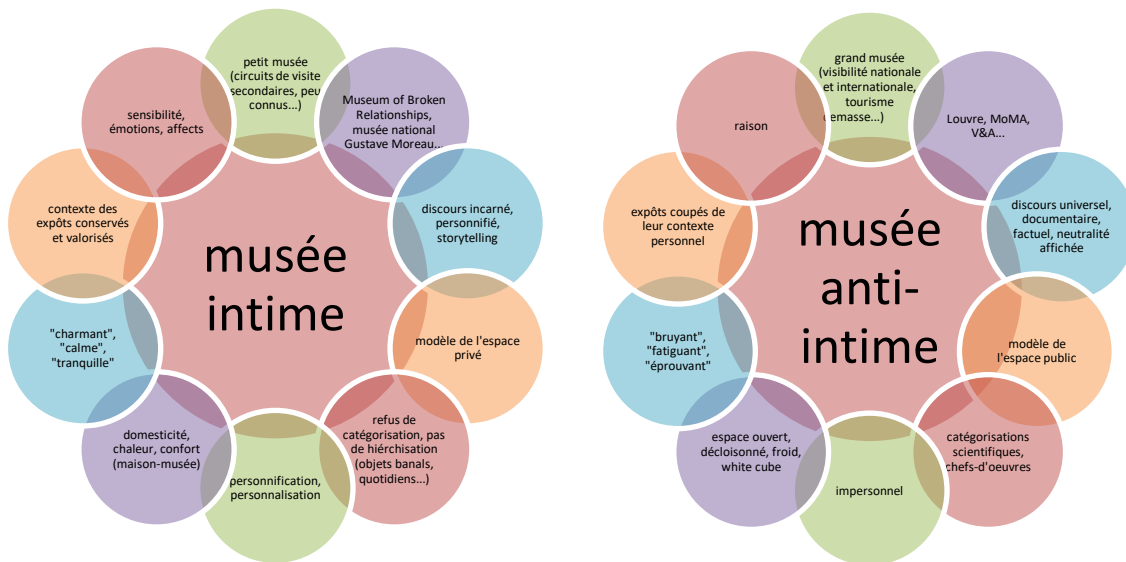 petit musée
(circuits de visite
secondaires, peu
connus...)
Museum of Broken
Relationships,
musée national
Gustave Moreau...
discours incarné,
personnifié,
storytelling
modèle de l'espace
privé
refus de
catégorisation, pas
de hiérchisation
(objets banals,
quotidiens...)
personnification,
personnalisation
domesticité,
chaleur, confort
(maison-musée)
"charmant",
"calme",
"tranquille"
contexte des
expôts conservés
et valorisés
sensibilité,
émotions, affects
musée
intime
grand musée
(visibilité nationale
et internationale,
tourisme
demasse...)
Louvre, MoMA,
V&A...
discours universel,
documentaire,
factuel, neutralité
affichée
modèle de
l'espace public
catégorisations
scientifiques,
chefs-d'oeuvres
impersonnel
espace ouvert,
décloisonné, froid,
white cube
"bruyant",
"fatiguant",
"éprouvant"
expôts coupés de
leur contexte
personnel
raison
musée
anti-
intime